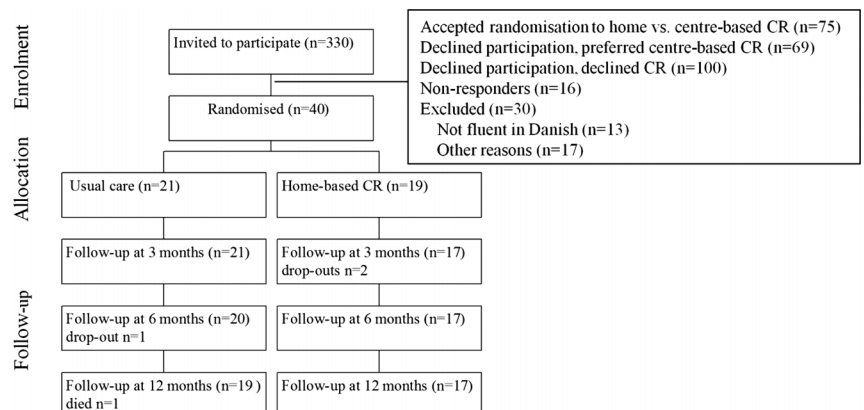 Enrolment
Invited to participate (n=330)
Accepted randomisation to home vs. centre-based CR (n=75)
Declined participation, preferred centre-based CR (n=69)
Declined participation, declined CR (n=100)
Non-responders (n=16)
Excluded (n=30)
Not fluent in Danish (n=13)
Other reasons (n=17)
Randomised (n=40)
Allocation
Usual care (n=21)
Home-based CR (n=19)
Follow-up
Follow-up at 3 months (n=21)
Follow-up at 3 months (n=17)
drop-outs n=2
Follow-up at 6 months (n=20)
drop-out n=1
Follow-up at 6 months (n=17)
Follow-up at 12 months (n=19 )
died n=1
Follow-up at 12 months (n=17)